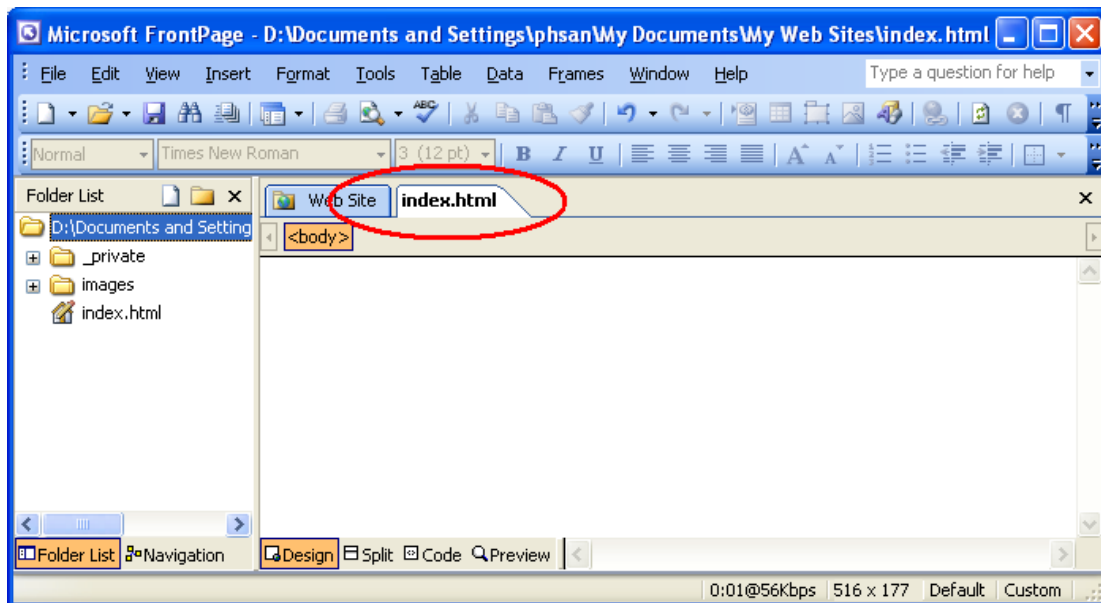 Microsoft FrontPage - D:\Documents and Settings\phsan\My Documents\My Web Sites\index.html
File Edit View Insert Format Tools Table Data Frames Window Help Type a question for help
ABC
Normal Times New Roman 3 (12 pt) B I U A A
Folder List Web Site index.html
D:\Documents and Setting <body>
_private
images
index.html
Folder List Navigation Design Split Code Preview
0:01@56Kbps 516 x 177 Default Custom